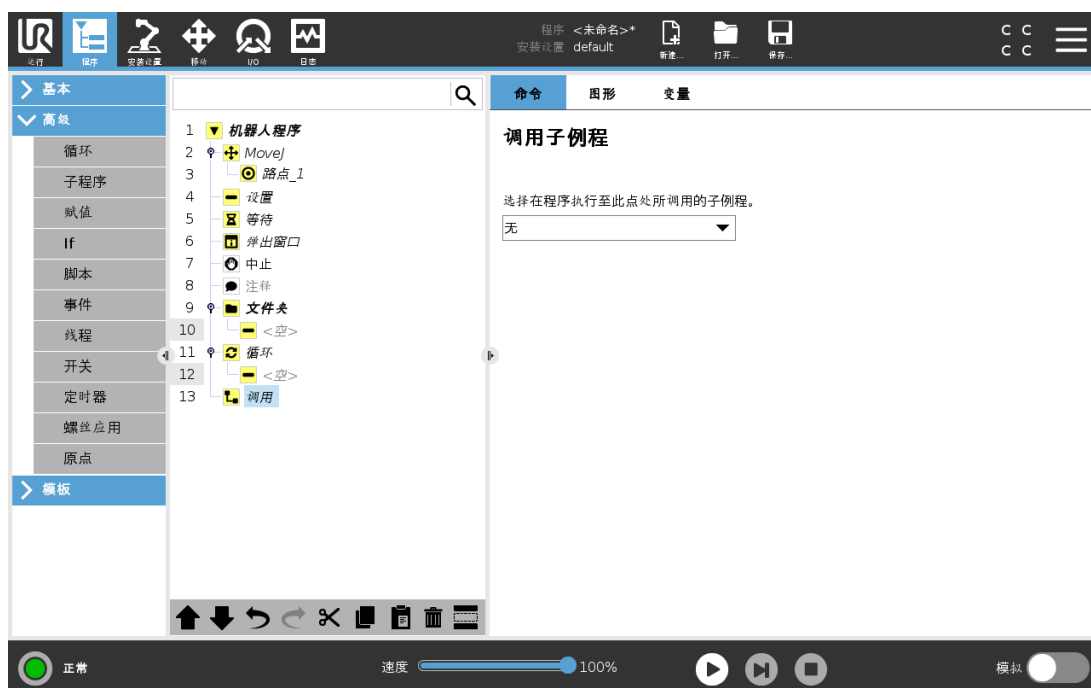 运行 程序 安装设置 移动 I/O 日志
程序 <未命名>*
安装设置 default
新建... 打开... 保存...
C C
C C
基本
高级
循环
子程序
赋值
If
脚本
事件
线程
开关
定时器
螺丝应用
原点
模板
1 机器人程序
2 MoveJ
3 路点_1
4 设置
5 等待
6 弹出窗口
7 中止
8 注释
9 文件夹
10 <空>
11 循环
12 <空>
13 调用
命令 图形 变量
调用子例程
选择在程序执行至此点处所调用的子例程。
无
正常
速度 100%
模拟